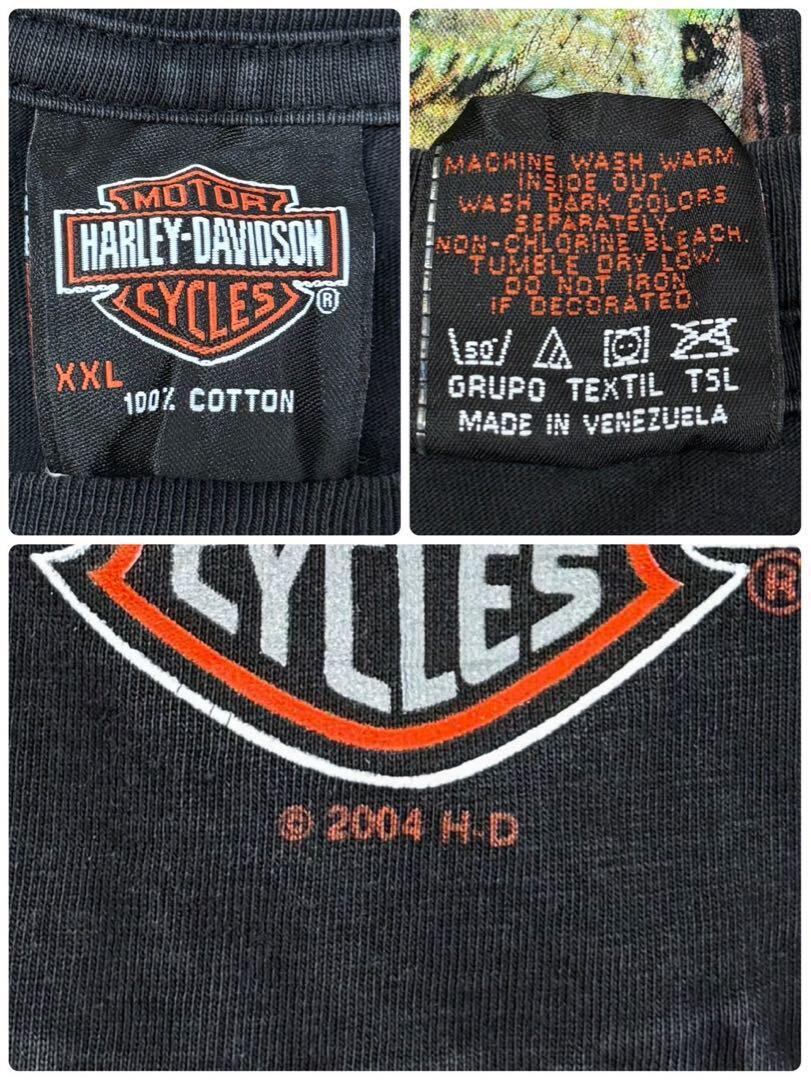 MOTOR
HARLEY-DAVIDSON
CYCLES
®
XXL
100% COTTON
MACHINE WASH WARM.
INSIDE OUT.
WASH DARK COLORS
SEPARATELY.
NON-CHLORINE BLEACH.
TUMBLE DRY LOW.
DO NOT IRON
IF DECORATED.
50°
GRUPO TEXTIL TSL
MADE IN VENEZUELA
CYCLES
®
© 2004 H-D